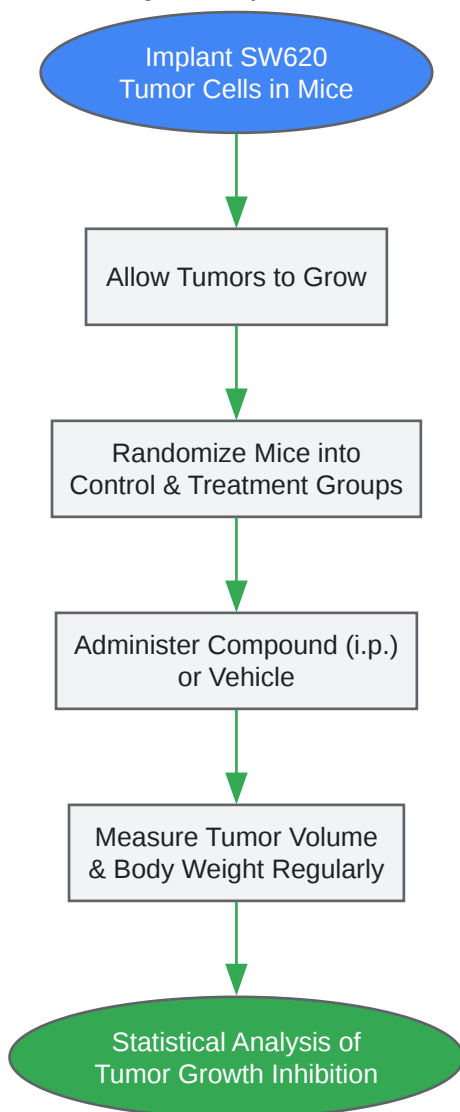 Implant SW620
Tumor Cells in Mice
Allow Tumors to Grow
Randomize Mice into
Control & Treatment Groups
Administer Compound (i.p.)
or Vehicle
Measure Tumor Volume
& Body Weight Regularly
Statistical Analysis of
Tumor Growth Inhibition